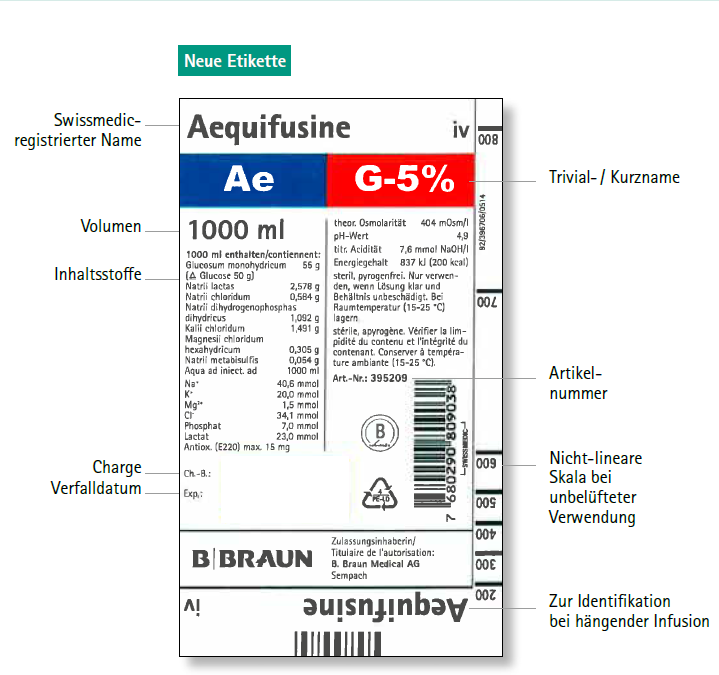 Neue Etikette
Swissmedic-
registrierter Name
Aequifusine iv
Ae G-5%
Trivial- / Kurzname
Volumen
1000 ml
Inhaltsstoffe
1000 ml enthalten/contiennent:
Glucosum monohydricum 55 g
(Δ Glucose 50 g)
Natrii lactas 2,578 g
Natrii chloridum 0,584 g
Natrii dihydrogenophosphas
dihydricus 1,092 g
Kalii chloridum 1,491 g
Magnesii chloridum
hexahydricum 0,305 g
Natrii metabisulfis 0,054 g
Aqua ad iniect. ad 1000 ml
Na⁺ 40,6 mmol
K⁺ 20,0 mmol
Mg²⁺ 1,5 mmol
Cl⁻ 34,1 mmol
Phosphat 7,0 mmol
Lactat 23,0 mmol
Antiox. (E220) max. 15 mg
theor. Osmolarität 404 mOsm/l
pH-Wert 4,9
titr. Acidität 7,6 mmol NaOH/l
Energiegehalt 837 kJ (200 kcal)
steril, pyrogenfrei. Nur verwen-
den, wenn Lösung klar und
Behältnis unbeschädigt. Bei
Raumtemperatur (15-25 °C)
lagern.
stérile, apyrogène. Vérifier la lim-
pidité du contenu et l'intégrité du
contenant. Conserver à températu-
re ambiante (15-25 °C).
Art.-Nr.: 395209
Artikel-
nummer
B
7 680290 809038
SWISSMEDIC
4
PE-LD
Charge
Verfalldatum
Ch.-B.:
Exp.:
800
700
600
500
400
300
200
Nicht-lineare
Skala bei
unbelüfteter
Verwendung
B BRAUN
Zulassungsinhaberin/
Titulaire de l'autorisation:
B. Braun Medical AG
Sempach
Aequifusine iv
Zur Identifikation
bei hängender Infusion